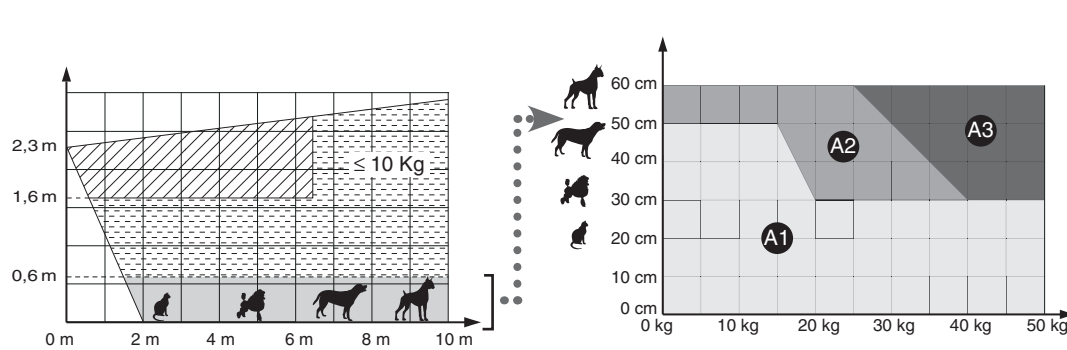 2,3 m
1,6 m
0,6 m
≤ 10 Kg
0 m 2 m 4 m 6 m 8 m 10 m
60 cm
50 cm
40 cm
30 cm
20 cm
10 cm
0 cm
A1
A2
A3
0 kg 10 kg 20 kg 30 kg 40 kg 50 kg